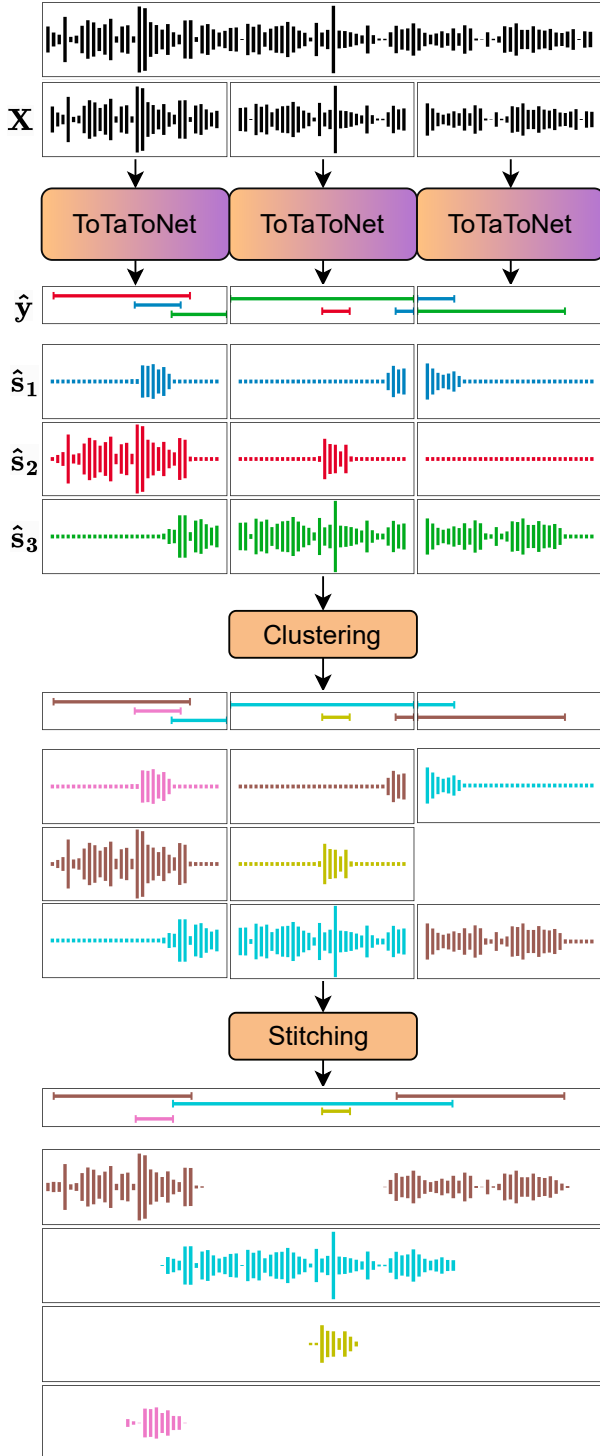 X
ToTaToNet ToTaToNet ToTaToNet
ŷ
ŝ₁
ŝ₂
ŝ₃
Clustering
Stitching